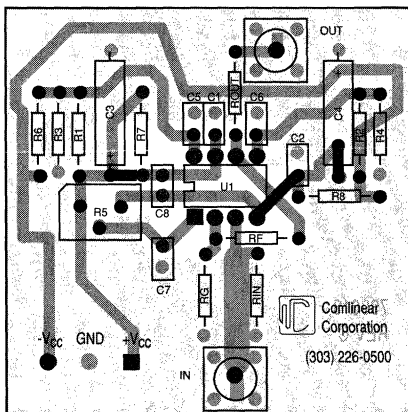 OUT
C5
C1
ROUT
C6
C3
C4
R6
R3
R1
R7
R2
R4
C2
U1
R5
C8
R8
RF
C7
RG
RIN
Comlinear
Corporation
(303) 226-0500
-Vcc
GND
+Vcc
IN